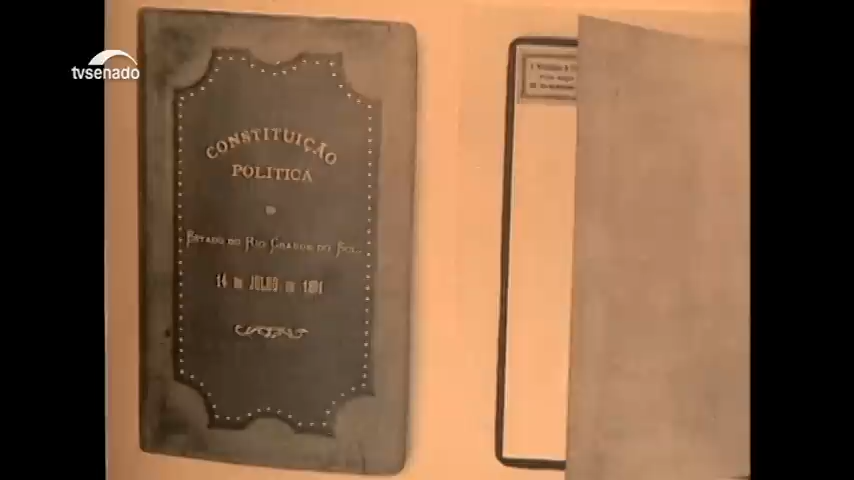 tvsenado
CONSTITUIÇÃO
POLITICA
DO
ESTADO DO RIO GRANDE DO SUL
14 DE JULHO DE 1891